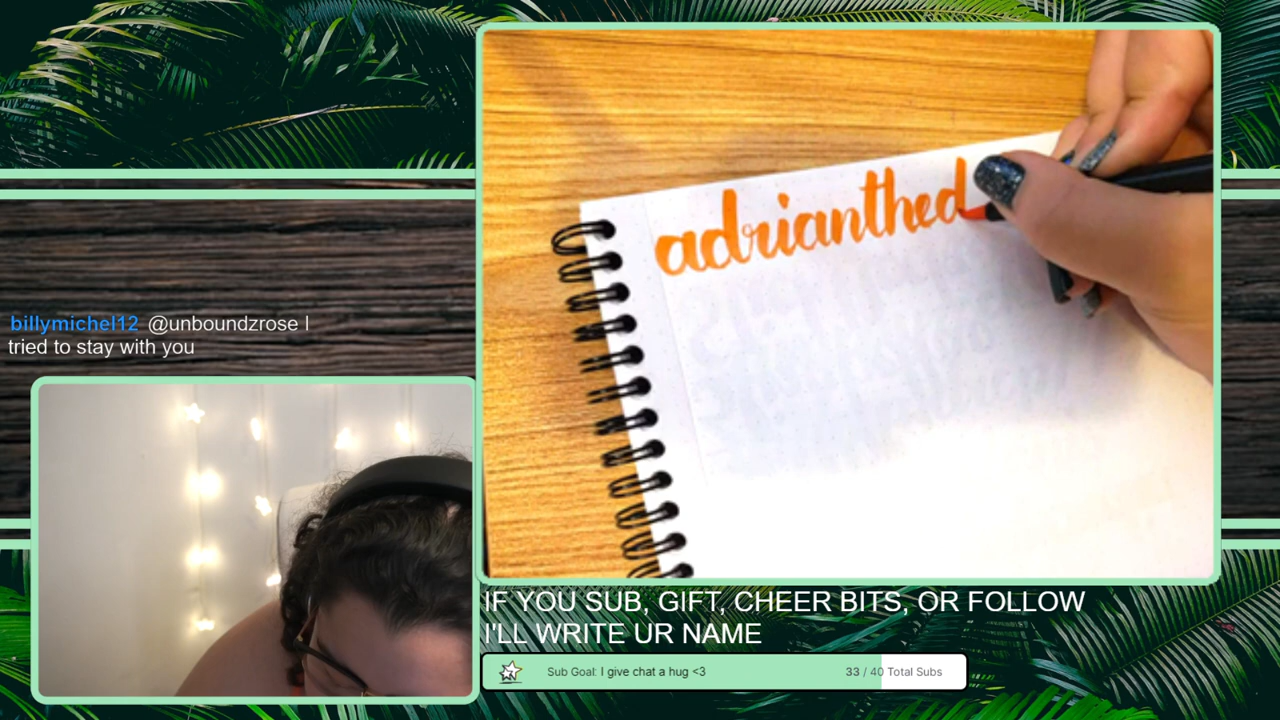 adrianthed
billymichel12 @unboundzrose I
tried to stay with you
IF YOU SUB, GIFT, CHEER BITS, OR FOLLOW
I'LL WRITE UR NAME
Sub Goal: I give chat a hug <3 33 / 40 Total Subs